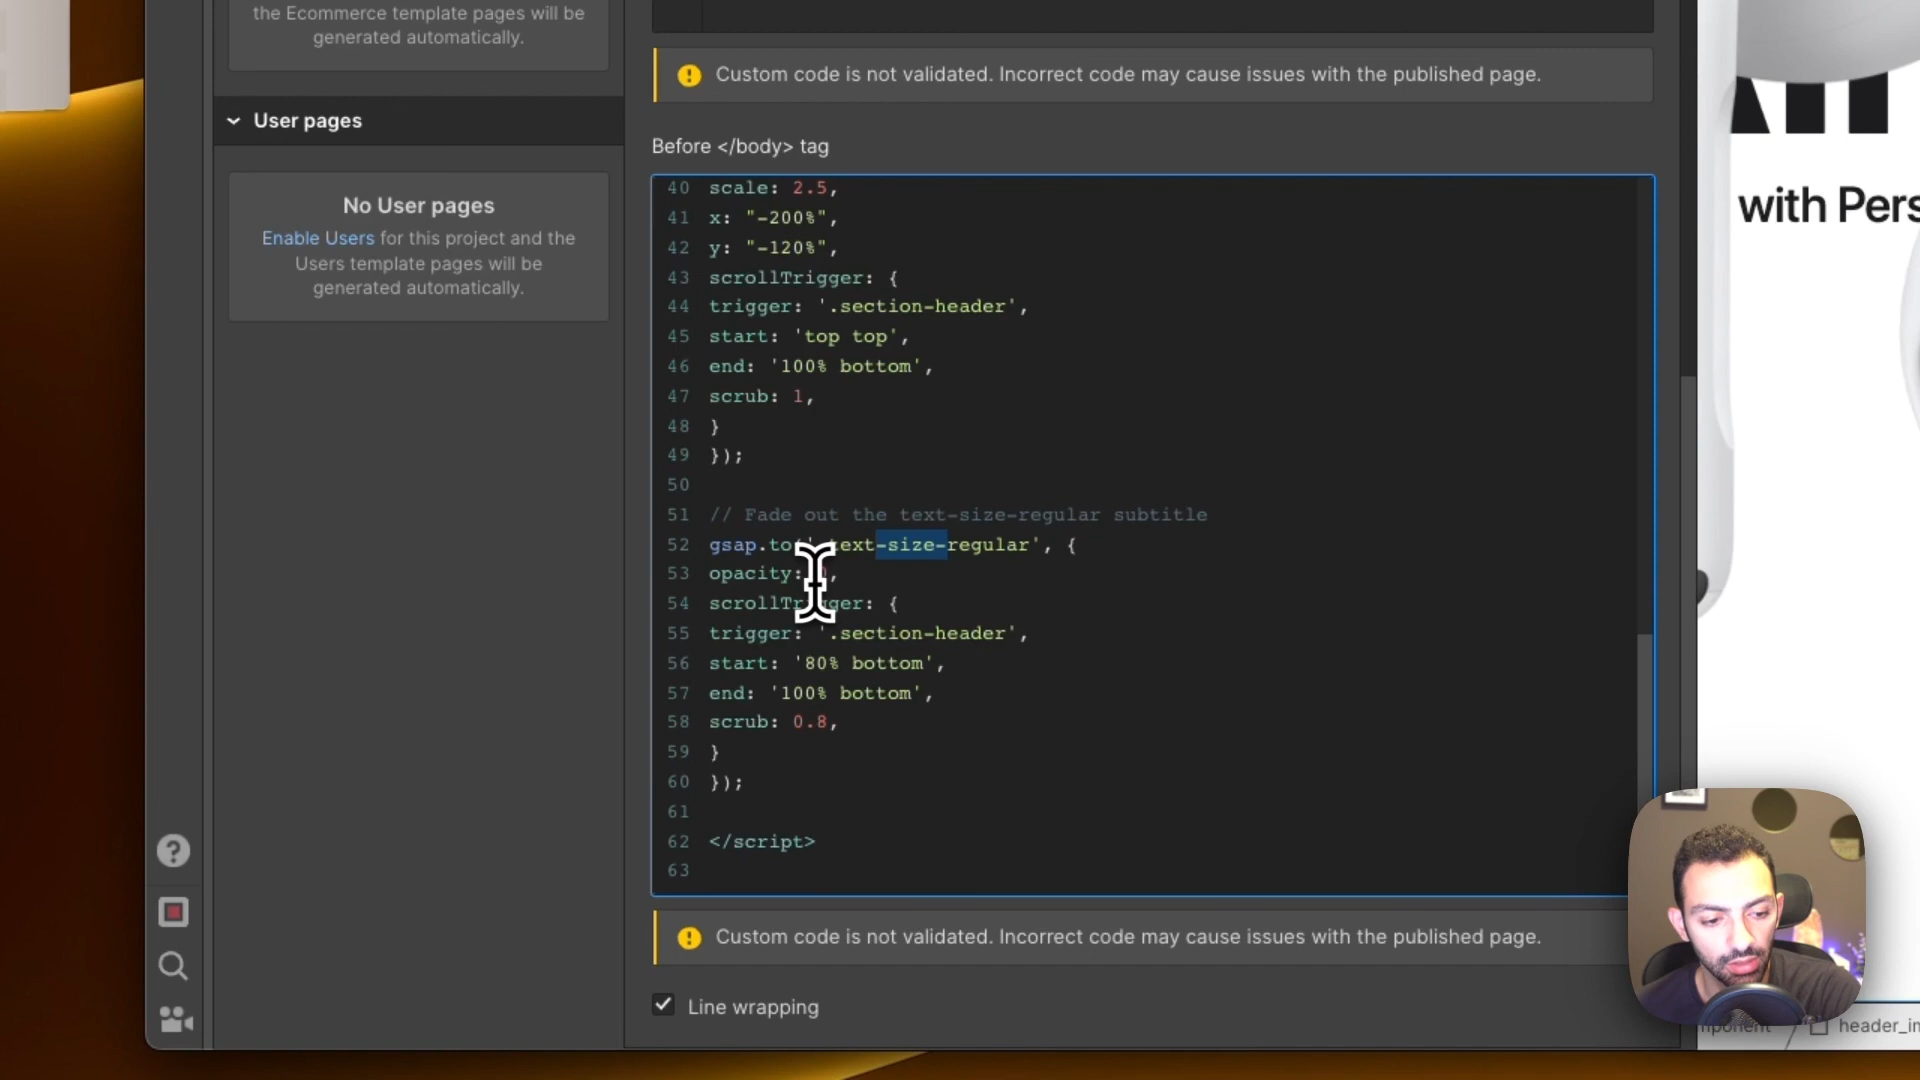 the Ecommerce template pages will be
generated automatically.
User pages
No User pages
Enable Users for this project and the
Users template pages will be
generated automatically.
Custom code is not validated. Incorrect code may cause issues with the published page.
Before </body> tag
40 scale: 2.5,
41 x: "-200%",
42 y: "-120%",
43 scrollTrigger: {
44 trigger: '.section-header',
45 start: 'top top',
46 end: '100% bottom',
47 scrub: 1,
48 }
49 });
50
51 // Fade out the text-size-regular subtitle
52 gsap.to('.text-size-regular', {
53 opacity: ,
54 scrollTrigger: {
55 trigger: '.section-header',
56 start: '80% bottom',
57 end: '100% bottom',
58 scrub: 0.8,
59 }
60 });
61
62 </script>
63
Custom code is not validated. Incorrect code may cause issues with the published page.
Line wrapping
with Pers
header_im